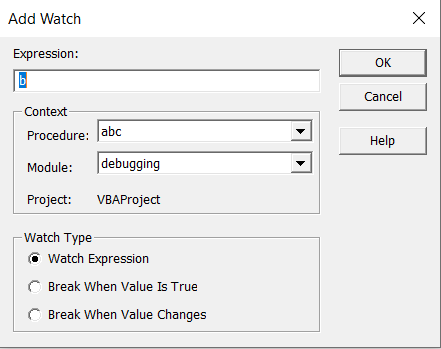 Add Watch
Expression:
b
OK
Cancel
Help
Context
Procedure: abc
Module: debugging
Project: VBAProject
Watch Type
Watch Expression
Break When Value Is True
Break When Value Changes